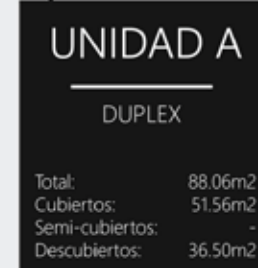 UNIDAD A
DUPLEX
Total: 88.06m2
Cubiertos: 51.56m2
Semi-cubiertos: -
Descubiertos: 36.50m2